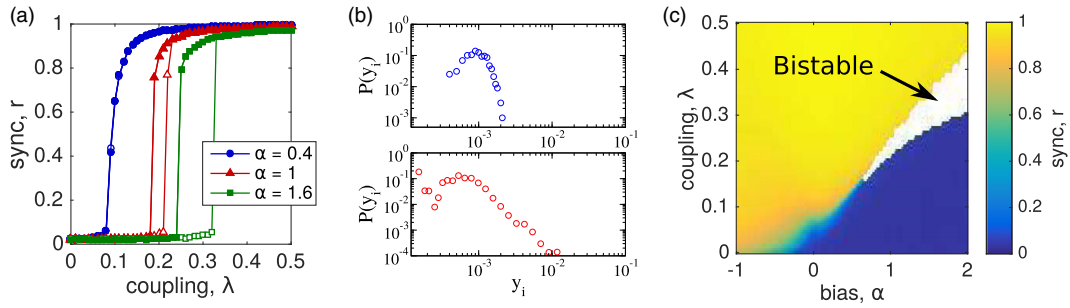 (a)
1
0.8
0.6
0.4
0.2
0
sync, r
α = 0.4
α = 1
α = 1.6
0 0.1 0.2 0.3 0.4 0.5
coupling, λ
(b)
10^0
10^-1
10^-2
10^-3
P(y_i)
10^-3 10^-2 10^-1
10^0
10^-1
10^-2
10^-3
10^-4
P(y_i)
10^-3 10^-2 10^-1
y_i
(c)
0.5
0.4
0.3
0.2
0.1
0
coupling, λ
Bistable
-1 0 1 2
bias, α
1
0.8
0.6
0.4
0.2
0
sync, r